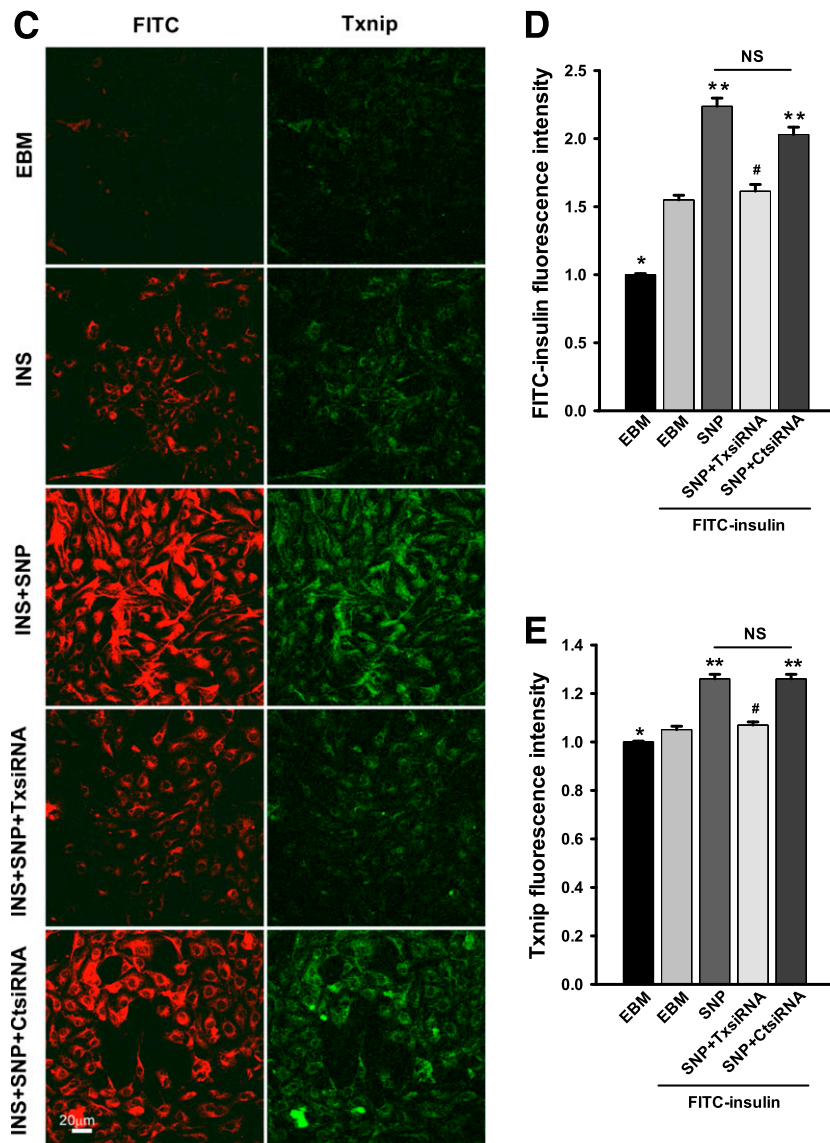 C
FITC
Txnip
EBM
INS
INS+SNP
INS+SNP+TxsiRNA
INS+SNP+CtsiRNA
20µm
D
FITC-insulin fluorescence intensity
2.5
2.0
1.5
1.0
0.5
0.0
NS
*
**
#
**
EBM
EBM
SNP
SNP+TxsiRNA
SNP+CtsiRNA
FITC-insulin
E
Txnip fluorescence intensity
1.4
1.2
1.0
0.8
0.6
0.4
0.2
0.0
NS
*
**
#
**
EBM
EBM
SNP
SNP+TxsiRNA
SNP+CtsiRNA
FITC-insulin